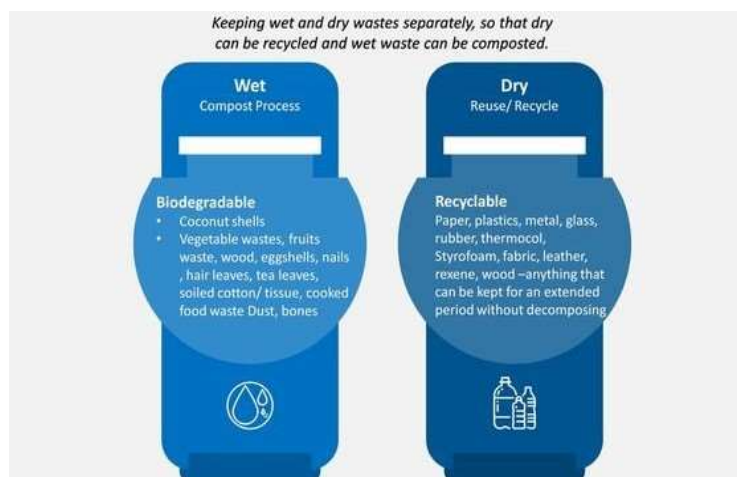 Keeping wet and dry wastes separately, so that dry
can be recycled and wet waste can be composted.
Wet
Compost Process
Biodegradable
• Coconut shells
• Vegetable wastes, fruits
waste, wood, eggshells, nails
, hair leaves, tea leaves,
soiled cotton/ tissue, cooked
food waste Dust, bones
Dry
Reuse/ Recycle
Recyclable
Paper, plastics, metal, glass,
rubber, thermocol,
Styrofoam, fabric, leather,
rexene, wood –anything that
can be kept for an extended
period without decomposing